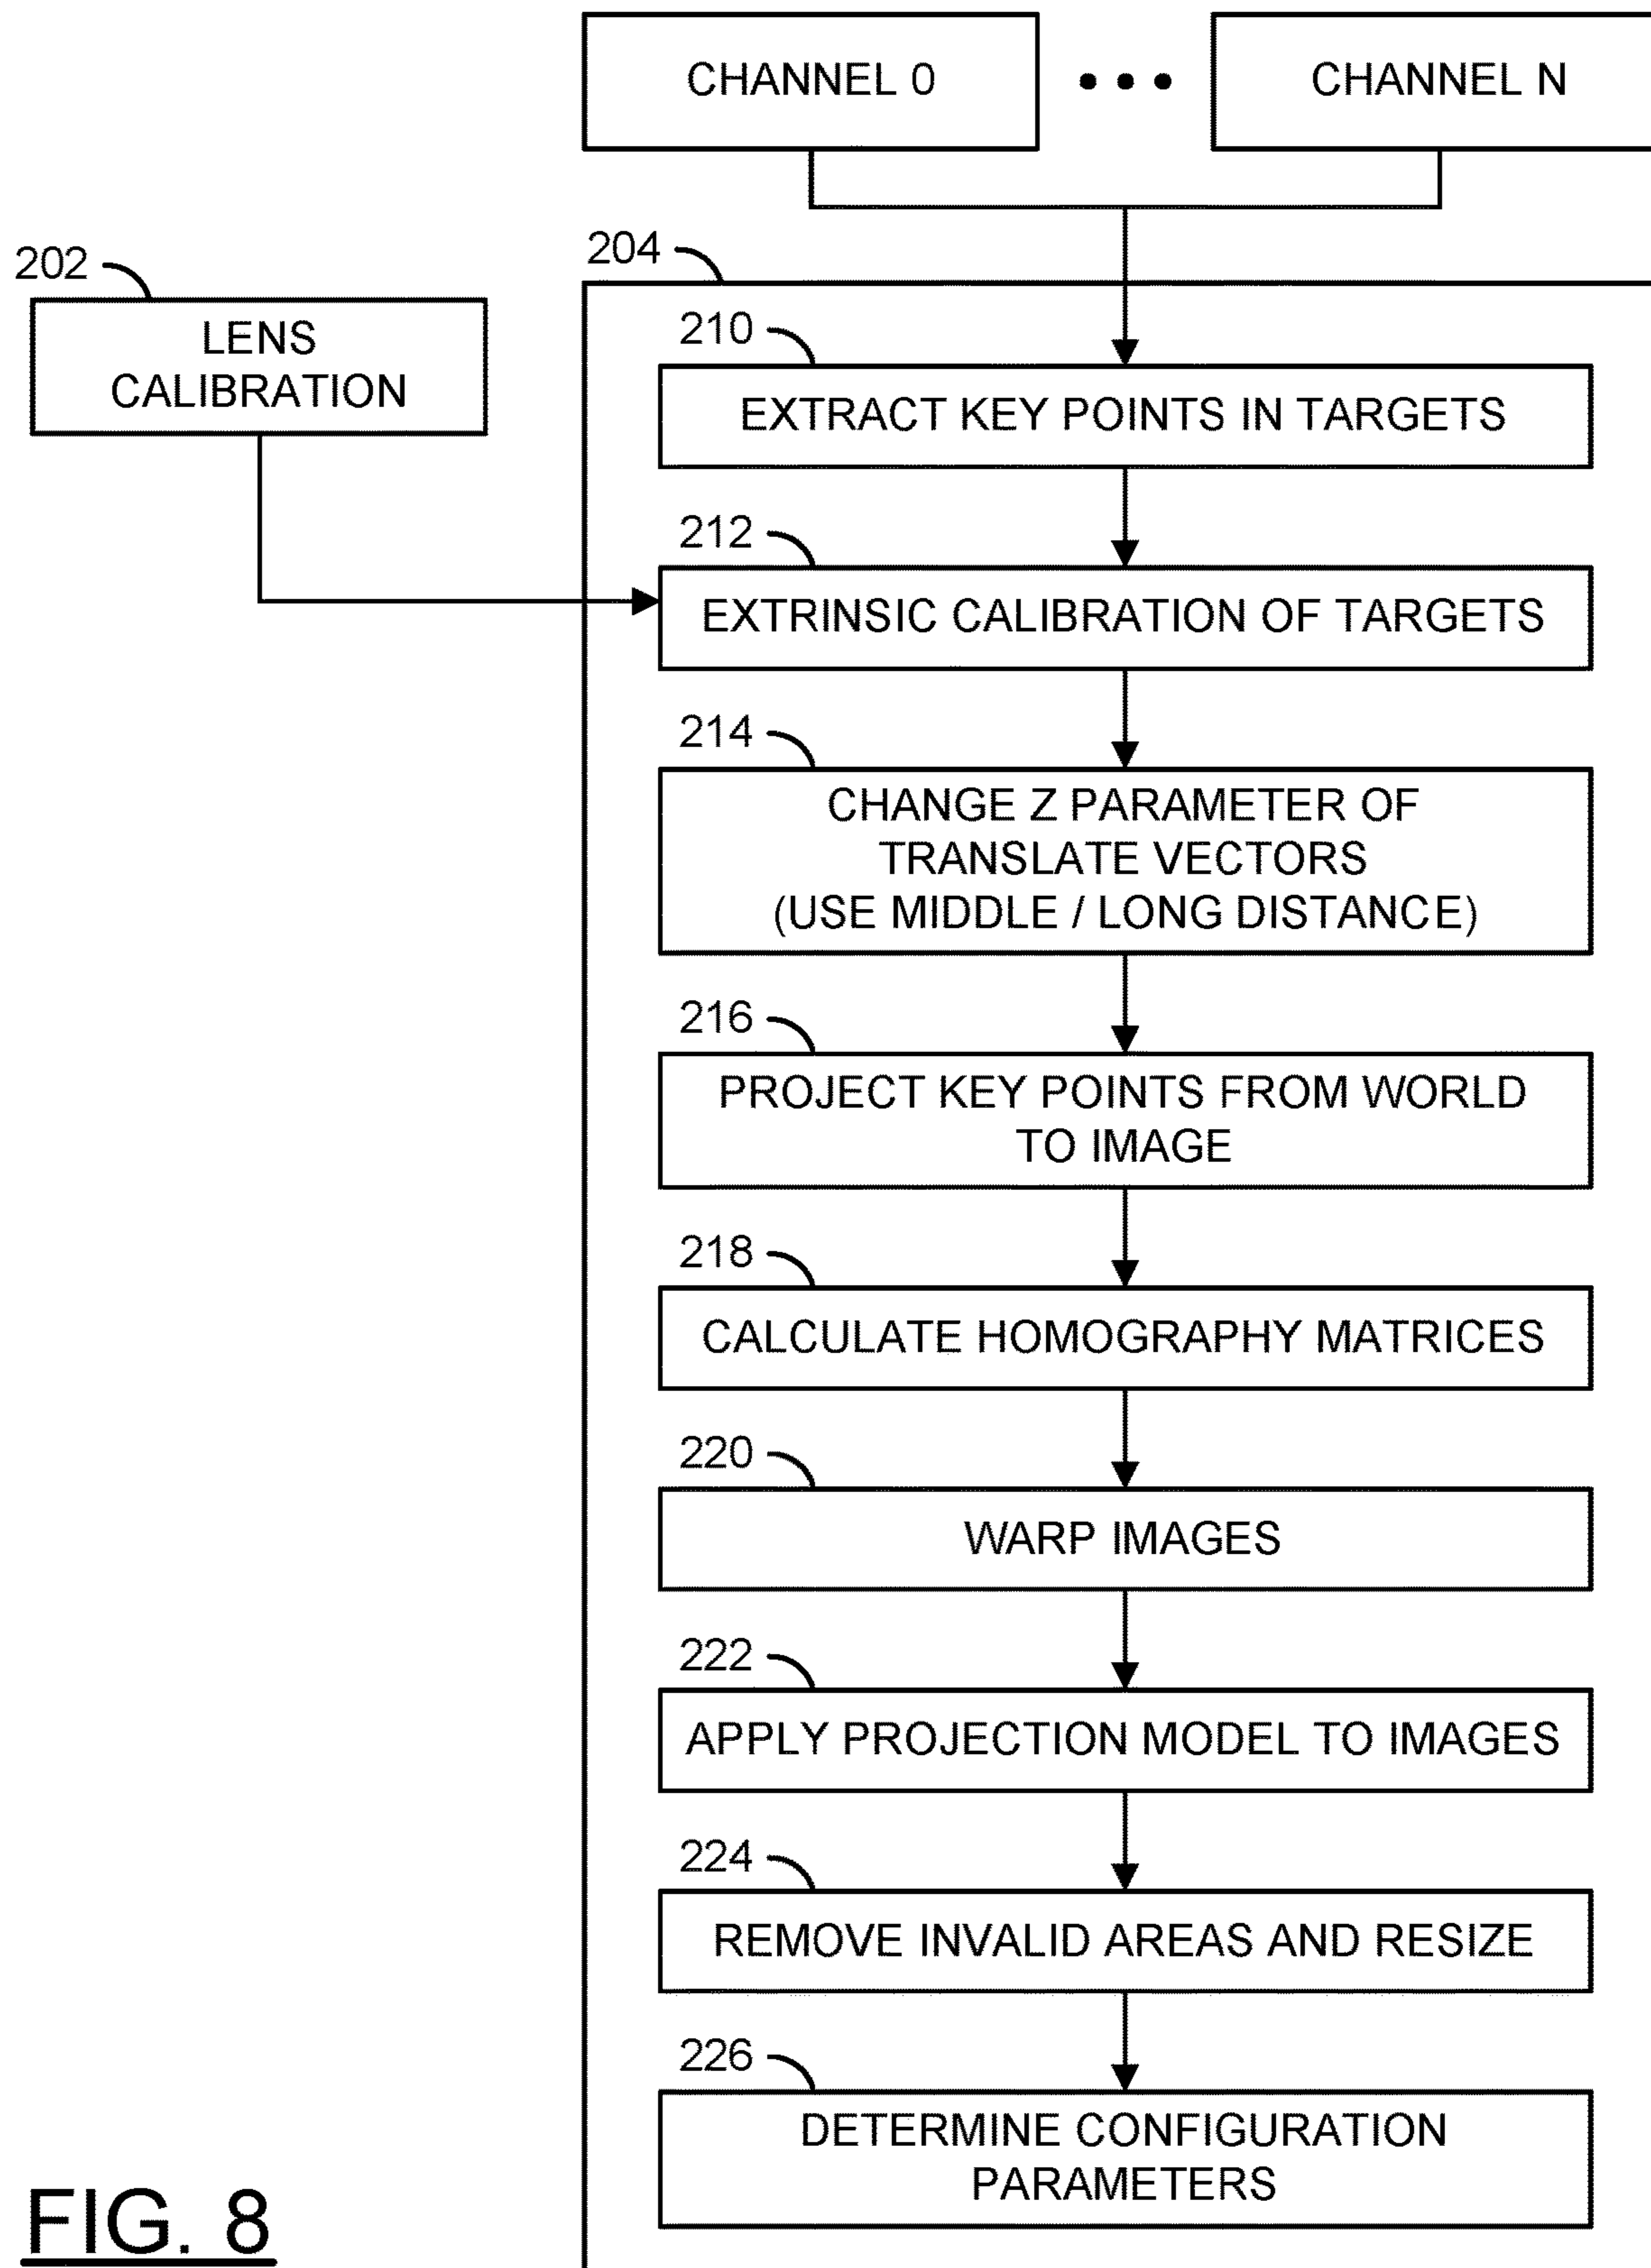 CHANNEL 0
CHANNEL N
202
LENS
CALIBRATION
204
210
EXTRACT KEY POINTS IN TARGETS
212
EXTRINSIC CALIBRATION OF TARGETS
214
CHANGE Z PARAMETER OF
TRANSLATE VECTORS
(USE MIDDLE / LONG DISTANCE)
216
PROJECT KEY POINTS FROM WORLD
TO IMAGE
218
CALCULATE HOMOGRAPHY MATRICES
220
WARP IMAGES
222
APPLY PROJECTION MODEL TO IMAGES
224
REMOVE INVALID AREAS AND RESIZE
226
DETERMINE CONFIGURATION
PARAMETERS
FIG. 8